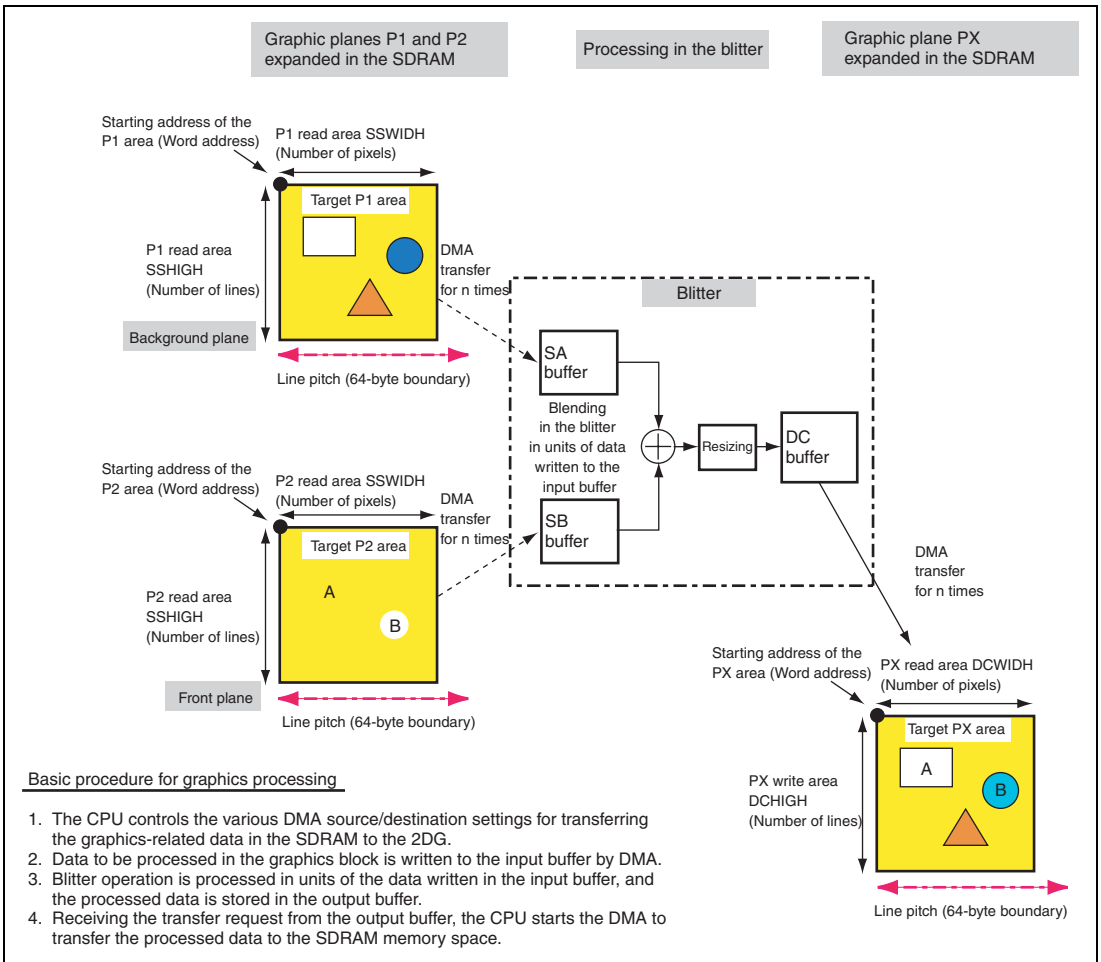 Graphic planes P1 and P2
expanded in the SDRAM
Processing in the blitter
Graphic plane PX
expanded in the SDRAM
Starting address of the
P1 area (Word address)
P1 read area SSWIDH
(Number of pixels)
Target P1 area
P1 read area
SSHIGH
(Number of lines)
DMA
transfer
for n times
Background plane
Line pitch (64-byte boundary)
Blitter
SA
buffer
Blending
in the blitter
in units of data
written to the
input buffer
Resizing
DC
buffer
SB
buffer
Starting address of the
P2 area (Word address)
P2 read area SSWIDH
(Number of pixels)
DMA
transfer
for n times
Target P2 area
A
B
P2 read area
SSHIGH
(Number of lines)
Front plane
Line pitch (64-byte boundary)
DMA
transfer
for n times
Starting address of the
PX area (Word address)
PX read area DCWIDH
(Number of pixels)
Target PX area
A
B
PX write area
DCHIGH
(Number of lines)
Line pitch (64-byte boundary)
Basic procedure for graphics processing
1. The CPU controls the various DMA source/destination settings for transferring
the graphics-related data in the SDRAM to the 2DG.
2. Data to be processed in the graphics block is written to the input buffer by DMA.
3. Blitter operation is processed in units of the data written in the input buffer, and
the processed data is stored in the output buffer.
4. Receiving the transfer request from the output buffer, the CPU starts the DMA to
transfer the processed data to the SDRAM memory space.